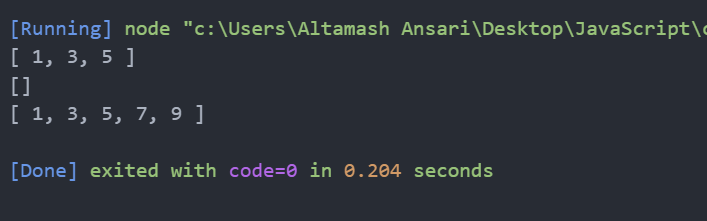 [Running] node "c:\Users\Altamash Ansari\Desktop\JavaScript\
[ 1, 3, 5 ]
[]
[ 1, 3, 5, 7, 9 ]
[Done] exited with code=0 in 0.204 seconds